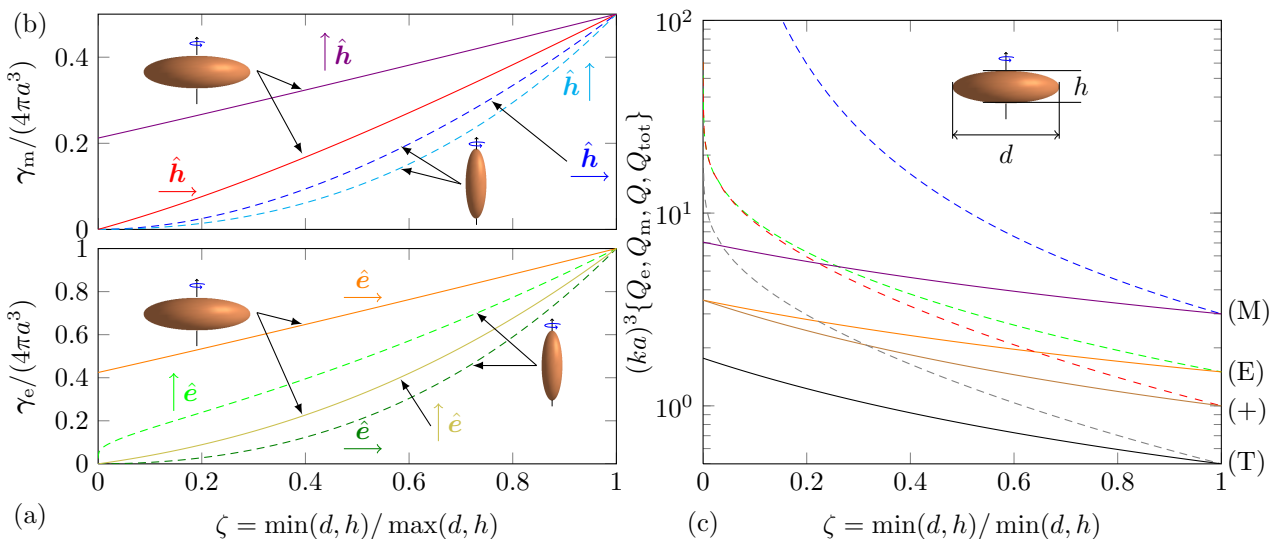 (b)
γm/(4πa³)
0.4
0.2
0
ĥ
ĥ
ĥ
ĥ
γe/(4πa³)
1
0.8
0.6
0.4
0.2
0
ê
ê
ê
ê
0 0.2 0.4 0.6 0.8 1
(a)
ζ = min(d, h)/ max(d, h)
(ka)³{Qe, Qm, Q, Qtot}
10²
10¹
10⁰
h
d
(M)
(E)
(+)
(T)
0 0.2 0.4 0.6 0.8 1
(c)
ζ = min(d, h)/ min(d, h)